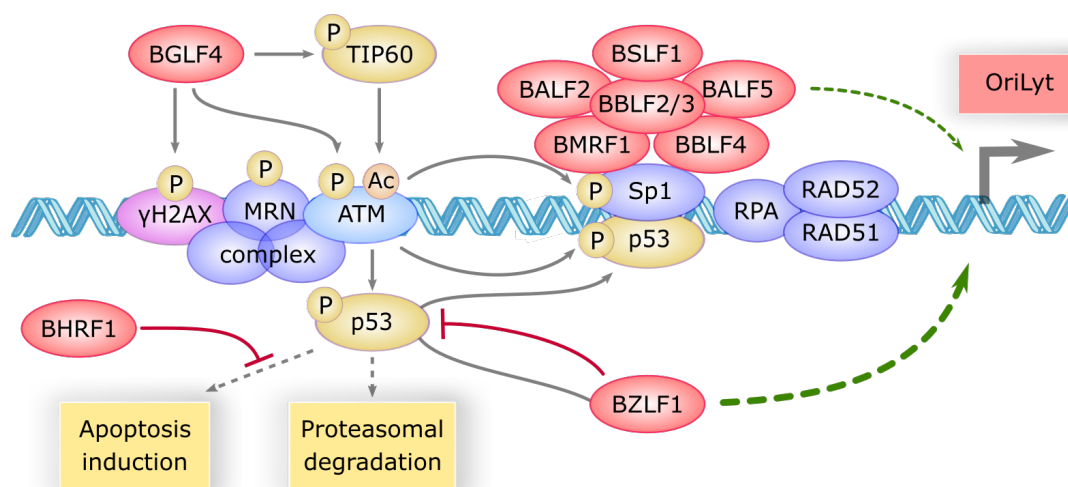 BGLF4
P
TIP60
BSLF1
BALF2
BBLF2/3
BALF5
OriLyt
BMRF1
BBLF4
P
P
P
Ac
γH2AX
MRN
ATM
complex
P
Sp1
P
p53
RPA
RAD52
RAD51
BHRF1
P
p53
BZLF1
Apoptosis
induction
Proteasomal
degradation